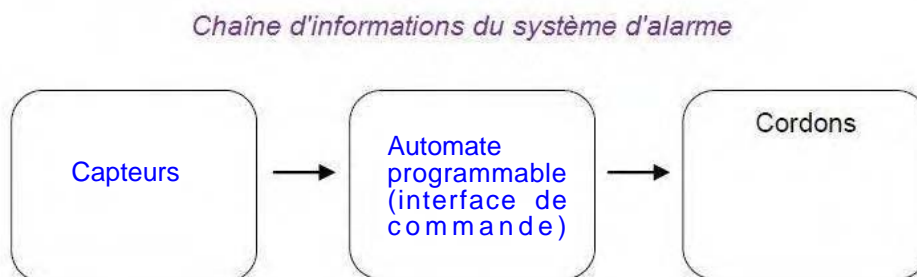 Chaîne d'informations du système d'alarme
Capteurs
Automate
programmable
(interface de
commande)
Cordons